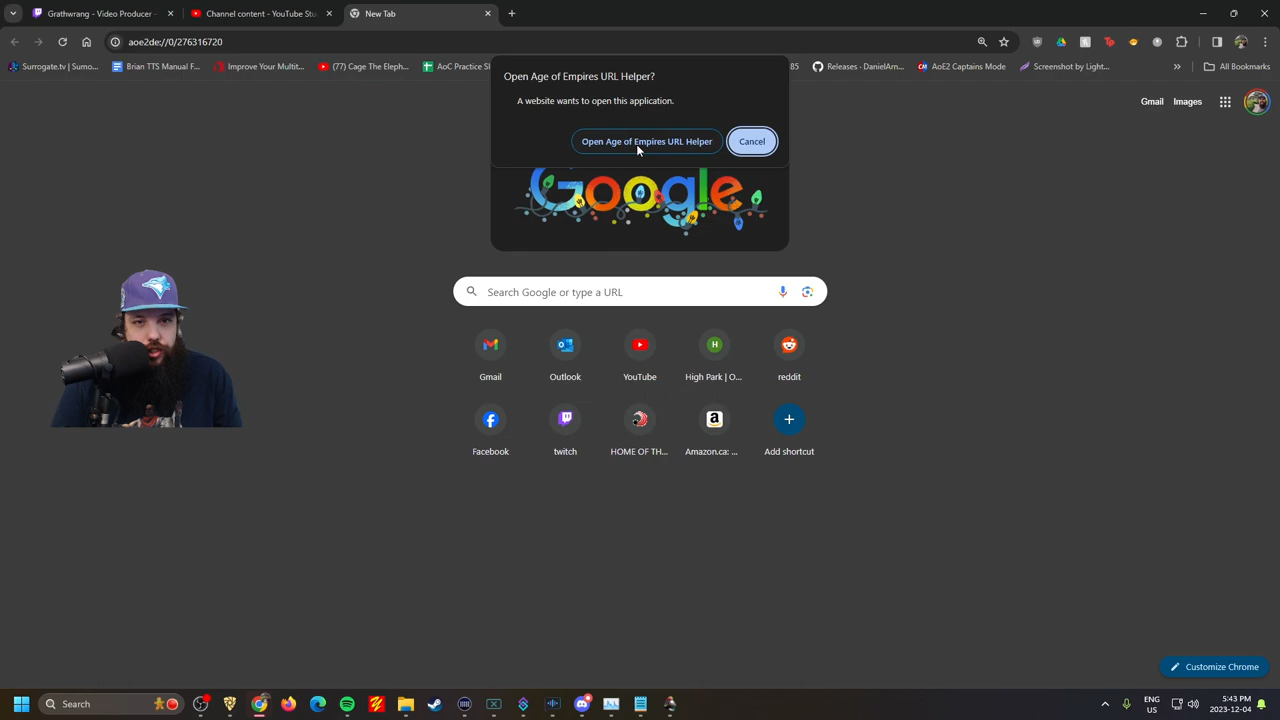 Grathwrang - Video Producer -
Channel content - YouTube Stu
New Tab
aoe2de://0/276316720
Surrogate.tv | Sumo...
Brian TTS Manual F...
Improve Your Multit...
(77) Cage The Eleph...
AoC Practice S
85
Releases - DanielArn...
AoE2 Captains Mode
Screenshot by Light...
All Bookmarks
Open Age of Empires URL Helper?
A website wants to open this application.
Open Age of Empires URL Helper
Cancel
Gmail
Images
Google
Search Google or type a URL
Gmail
Outlook
YouTube
H
High Park | O...
reddit
Facebook
twitch
HOME OF TH...
Amazon.ca: ...
Add shortcut
Customize Chrome
Search
ENG
US
5:43 PM
2023-12-04